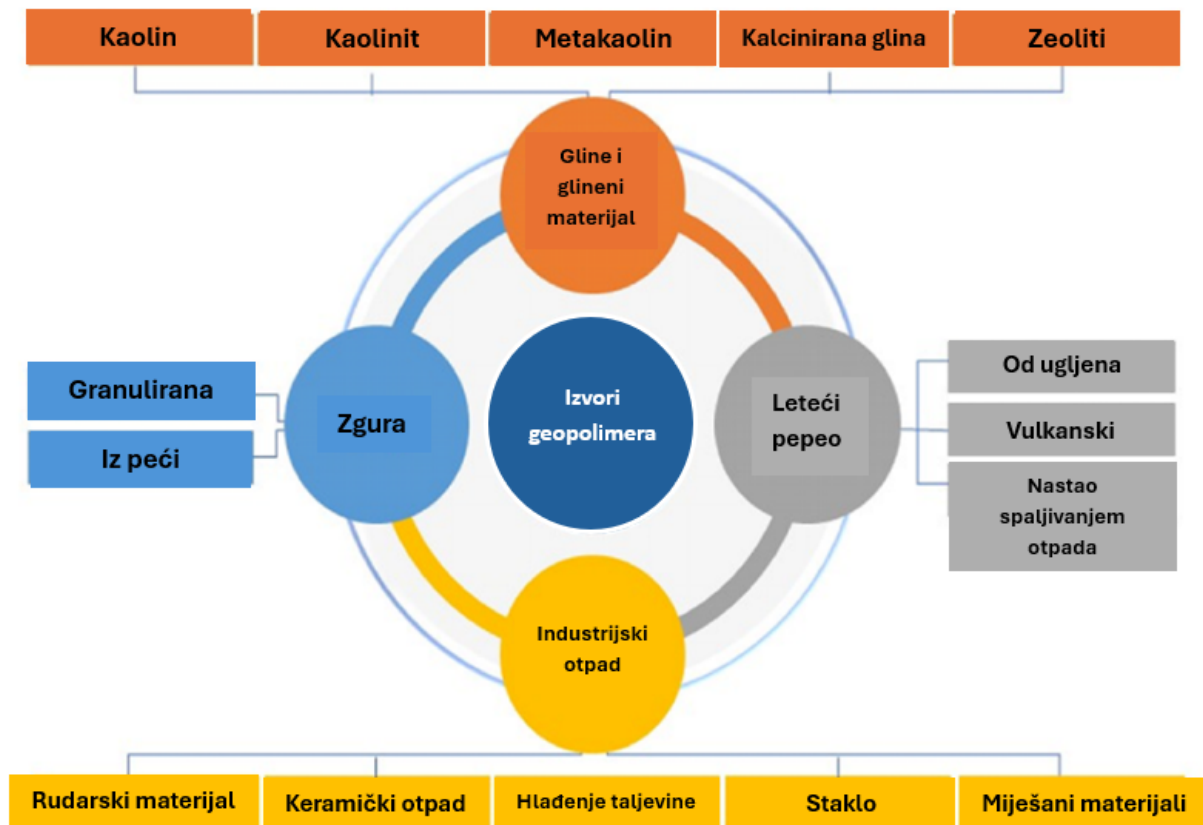 Kaolin
Kaolinit
Metakaolin
Kalcinirana glina
Zeoliti
Gline i
glineni
materijal
Granulirana
Iz peći
Zgura
Izvori
geopolimera
Leteći
pepeo
Od ugljena
Vulkanski
Nastao
spaljivanjem
otpada
Industrijski
otpad
Rudarski materijal
Keramički otpad
Hlađenje taljevine
Staklo
Miješani materijali